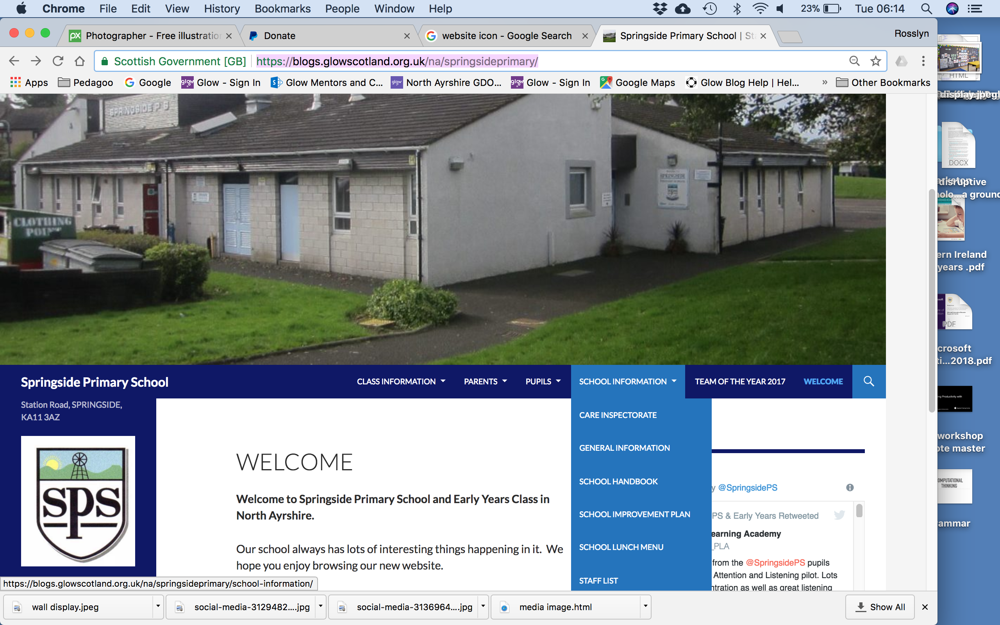 Chrome File Edit View History Bookmarks People Window Help 23% Tue 06:14
Photographer - Free illustration Donate website icon - Google Search Springside Primary School | Sta Rosslyn
Scottish Government [GB] https://blogs.glowscotland.org.uk/na/springsideprimary/
Apps Pedagoo Google Glow - Sign In Glow Mentors and C... North Ayrshire GDO... Glow - Sign In Google Maps Glow Blog Help | Hel... » Other Bookmarks
HTML
display.jpeg
SPRINGSIDE P S
DOCX
SPRINGSIDE
disruptive
olo...a ground
CLOTHING
POINT
ern Ireland
years .pdf
PDF
crosoft
ti...2018.pdf
Springside Primary School
CLASS INFORMATION PARENTS PUPILS SCHOOL INFORMATION TEAM OF THE YEAR 2017 WELCOME
Station Road, SPRINGSIDE,
KA11 3AZ
sps
CARE INSPECTORATE
GENERAL INFORMATION
SCHOOL HANDBOOK
SCHOOL IMPROVEMENT PLAN
SCHOOL LUNCH MENU
STAFF LIST
WELCOME
Welcome to Springside Primary School and Early Years Class in
North Ayrshire.
Our school always has lots of interesting things happening in it. We
hope you enjoy browsing our new website.
y @SpringsidePS
PS & Early Years Retweeted
earning Academy
_PLA
from the @SpringsidePS pupils
Attention and Listening pilot. Lots
ntration as well as great listening
ing Productivity with
workshop
ote master
OMPUTATIONAL
THINKING
rammar
https://blogs.glowscotland.org.uk/na/springsideprimary/school-information/
wall display.jpeg social-media-3129482....jpg social-media-3136964....jpg media image.html Show All